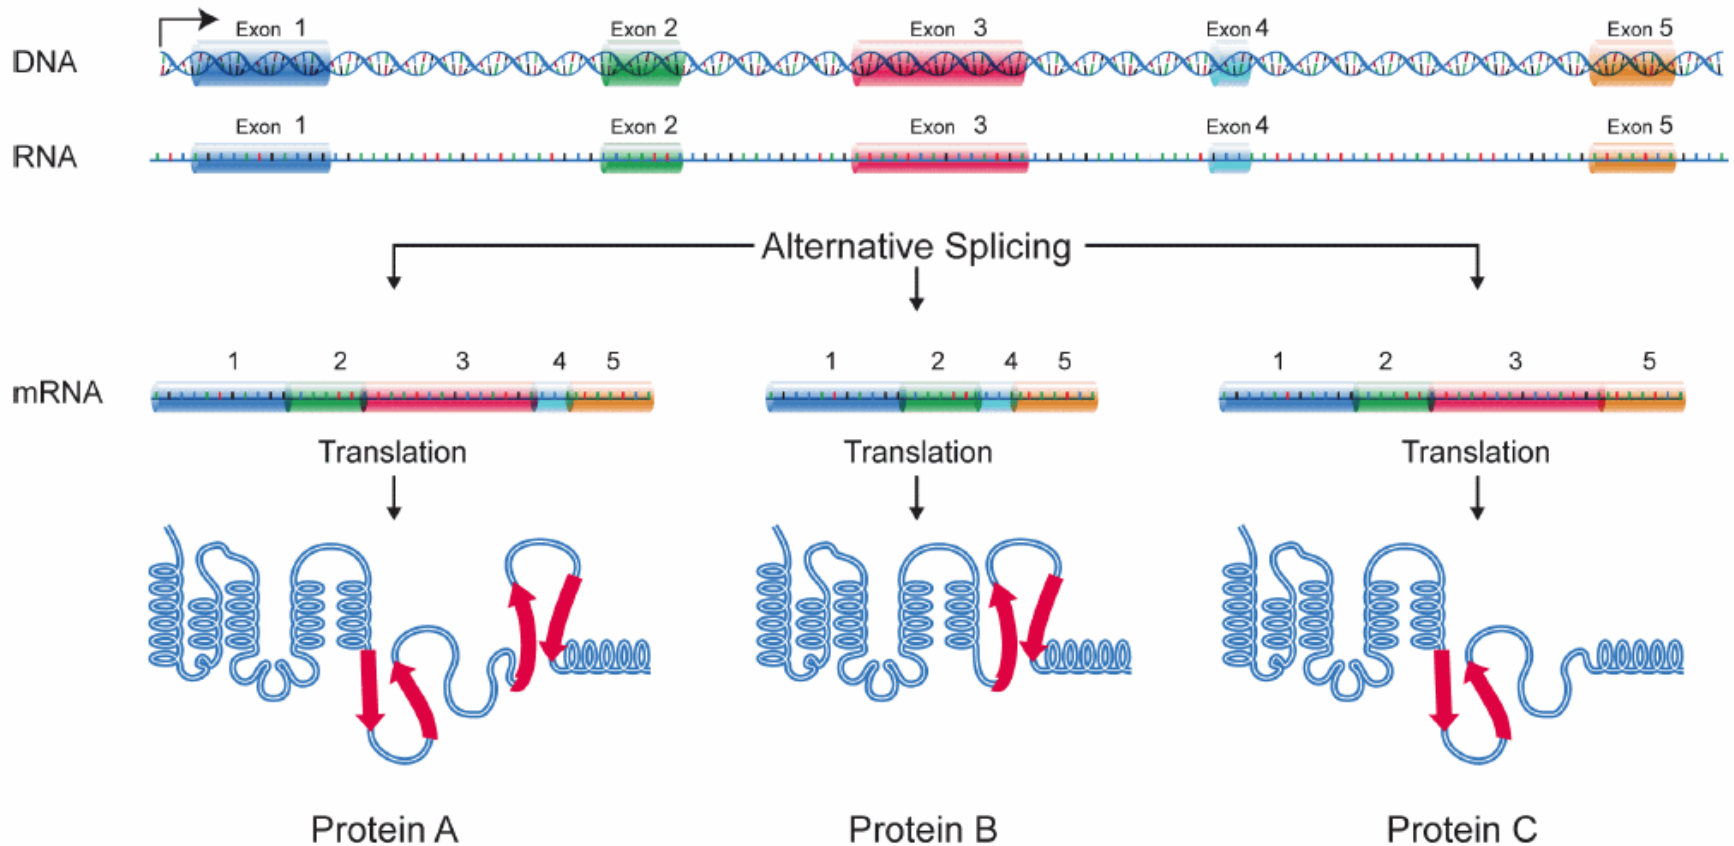 Exon 1 Exon 2 Exon 3 Exon 4 Exon 5
DNA
Exon 1 Exon 2 Exon 3 Exon 4 Exon 5
RNA
Alternative Splicing
1 2 3 4 5 1 2 4 5 1 2 3 5
mRNA
Translation Translation Translation
Protein A Protein B Protein C